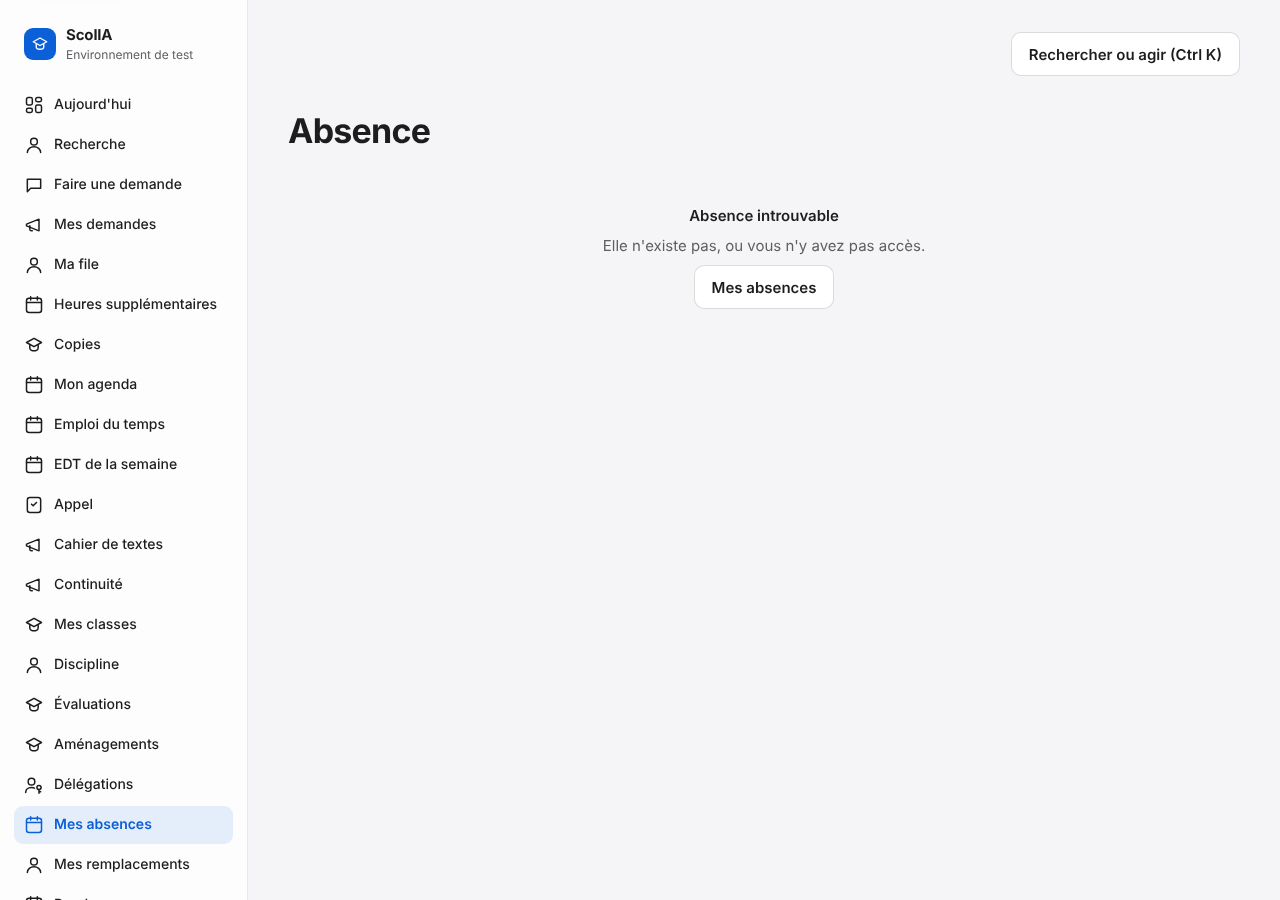 ScolIA
Environnement de test
Rechercher ou agir (Ctrl K)
Aujourd'hui
Recherche
Faire une demande
Mes demandes
Ma file
Heures supplémentaires
Copies
Mon agenda
Emploi du temps
EDT de la semaine
Appel
Cahier de textes
Continuité
Mes classes
Discipline
Évaluations
Aménagements
Délégations
Mes absences
Mes remplacements
Absence
Absence introuvable
Elle n'existe pas, ou vous n'y avez pas accès.
Mes absences